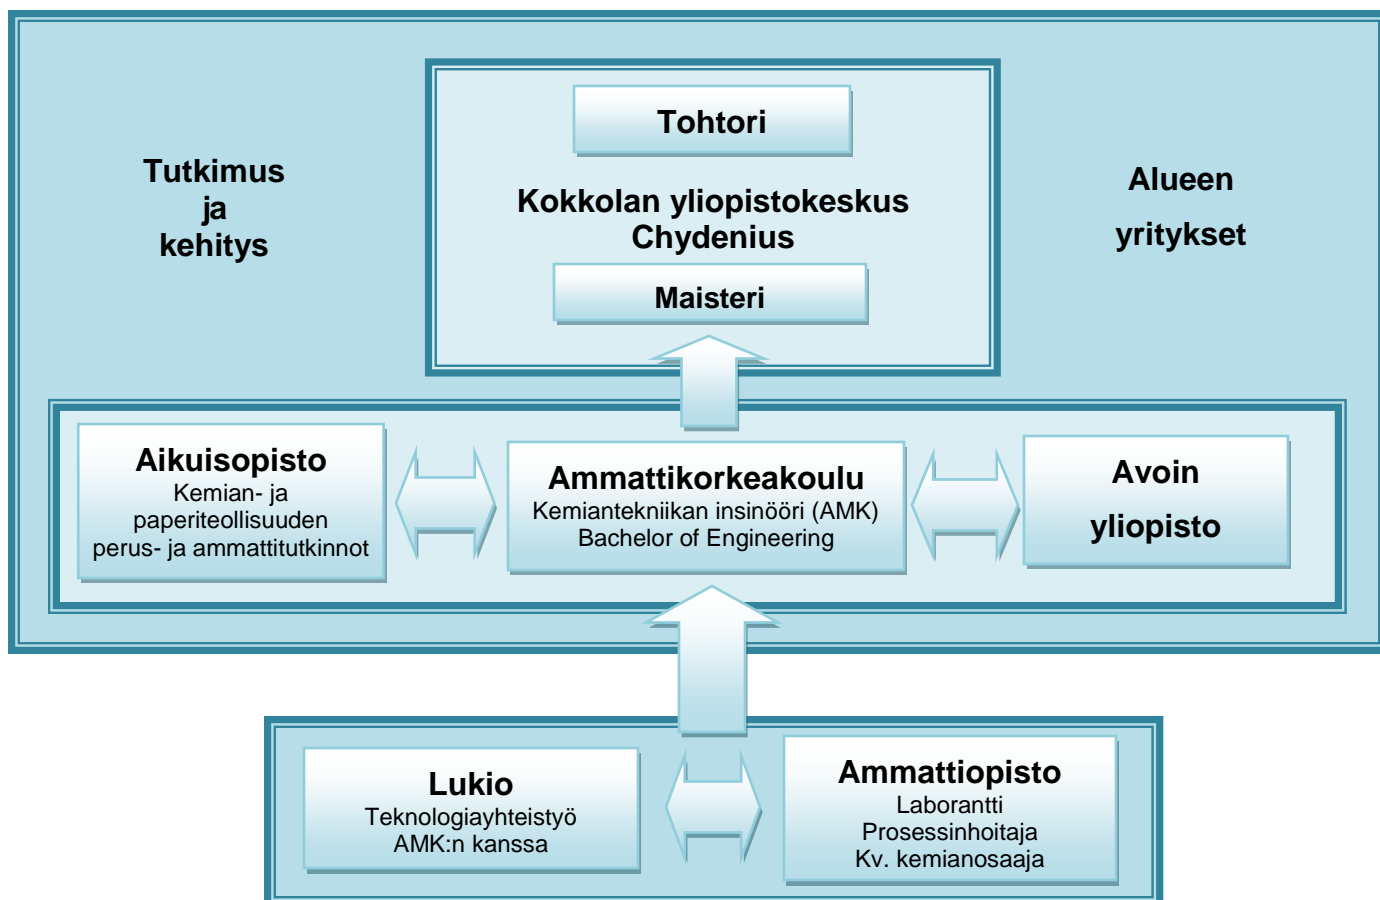 Tohtori
Tutkimus
ja
kehitys
Kokkolan yliopistokeskus
Chydenius
Alueen
yritykset
Maisteri
Aikuisopisto
Kemian- ja
paperiteollisuuden
perus- ja ammattitutkinnot
Ammattikorkeakoulu
Kemiantekniikan insinööri (AMK)
Bachelor of Engineering
Avoin
yliopisto
Lukio
Teknologiayhteistyö
AMK:n kanssa
Ammattiopisto
Laborantti
Prosessinhoitaja
Kv. kemianosaaja